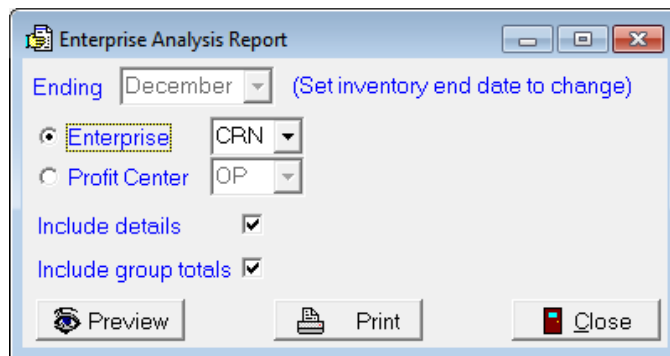 Enterprise Analysis Report
Ending December (Set inventory end date to change)
Enterprise CRN
Profit Center OP
Include details
Include group totals
Preview Print Close